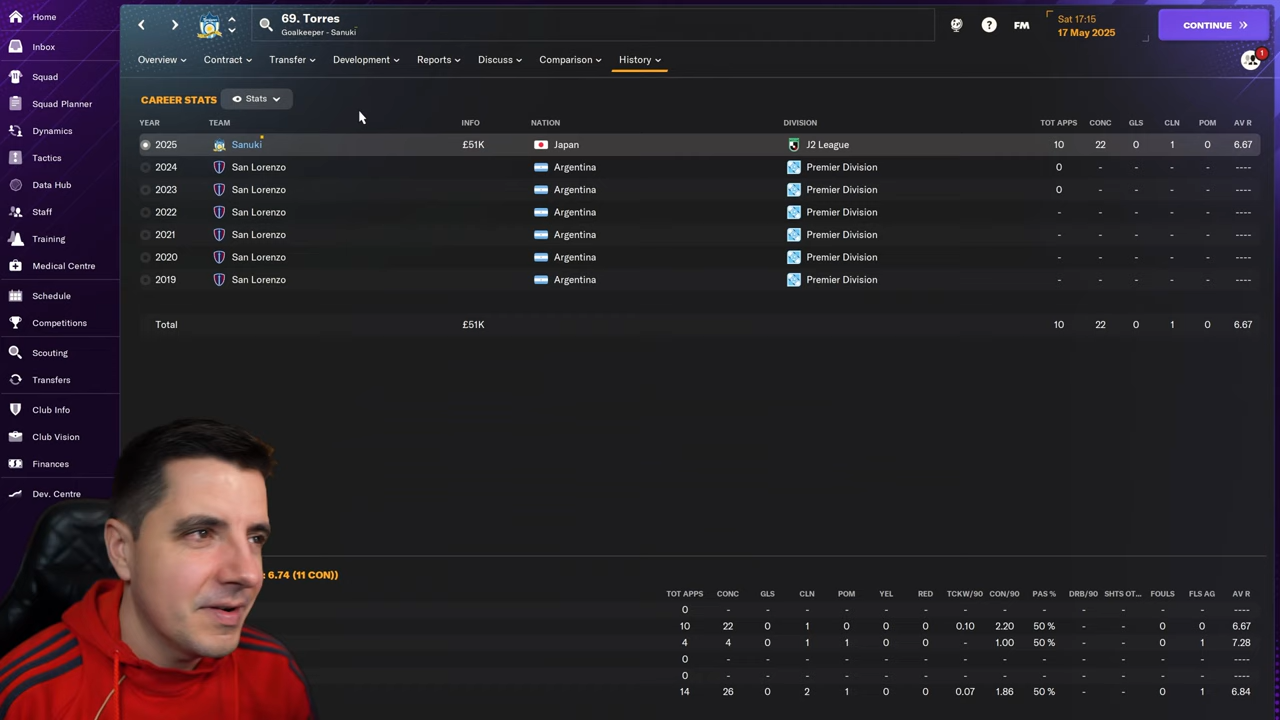 Home
Inbox
Squad
Squad Planner
Dynamics
Tactics
Data Hub
Staff
Training
Medical Centre
Schedule
Competitions
Scouting
Transfers
Club Info
Club Vision
Finances
Dev. Centre
69. Torres
Goalkeeper - Sanuki
FM
Sat 17:15
17 May 2025
CONTINUE
Overview Contract Transfer Development Reports Discuss Comparison History
1
CAREER STATS Stats
YEAR TEAM INFO NATION DIVISION TOT APPS CONC GLS CLN POM AV R
2025 Sanuki £51K Japan J2 League 10 22 0 1 0 6.67
2024 San Lorenzo Argentina Premier Division 0 - - - - ----
2023 San Lorenzo Argentina Premier Division 0 - - - - ----
2022 San Lorenzo Argentina Premier Division - - - - - ----
2021 San Lorenzo Argentina Premier Division - - - - - ----
2020 San Lorenzo Argentina Premier Division - - - - - ----
2019 San Lorenzo Argentina Premier Division - - - - - ----
Total £51K 10 22 0 1 0 6.67
: 6.74 (11 CON))
TOT APPS CONC GLS CLN POM YEL RED TCKW/90 CON/90 PAS % DRB/90 SHTS OT... FOULS FLS AG AV R
0 - - - - - - - - - - - - - ----
10 22 0 1 0 0 0 0.10 2.20 50 % - - 0 0 6.67
4 4 0 1 1 0 0 - 1.00 50 % - - 0 1 7.28
0 - - - - - - - - - - - - - ----
0 - - - - - - - - - - - - - ----
14 26 0 2 1 0 0 0.07 1.86 50 % - - 0 1 6.84